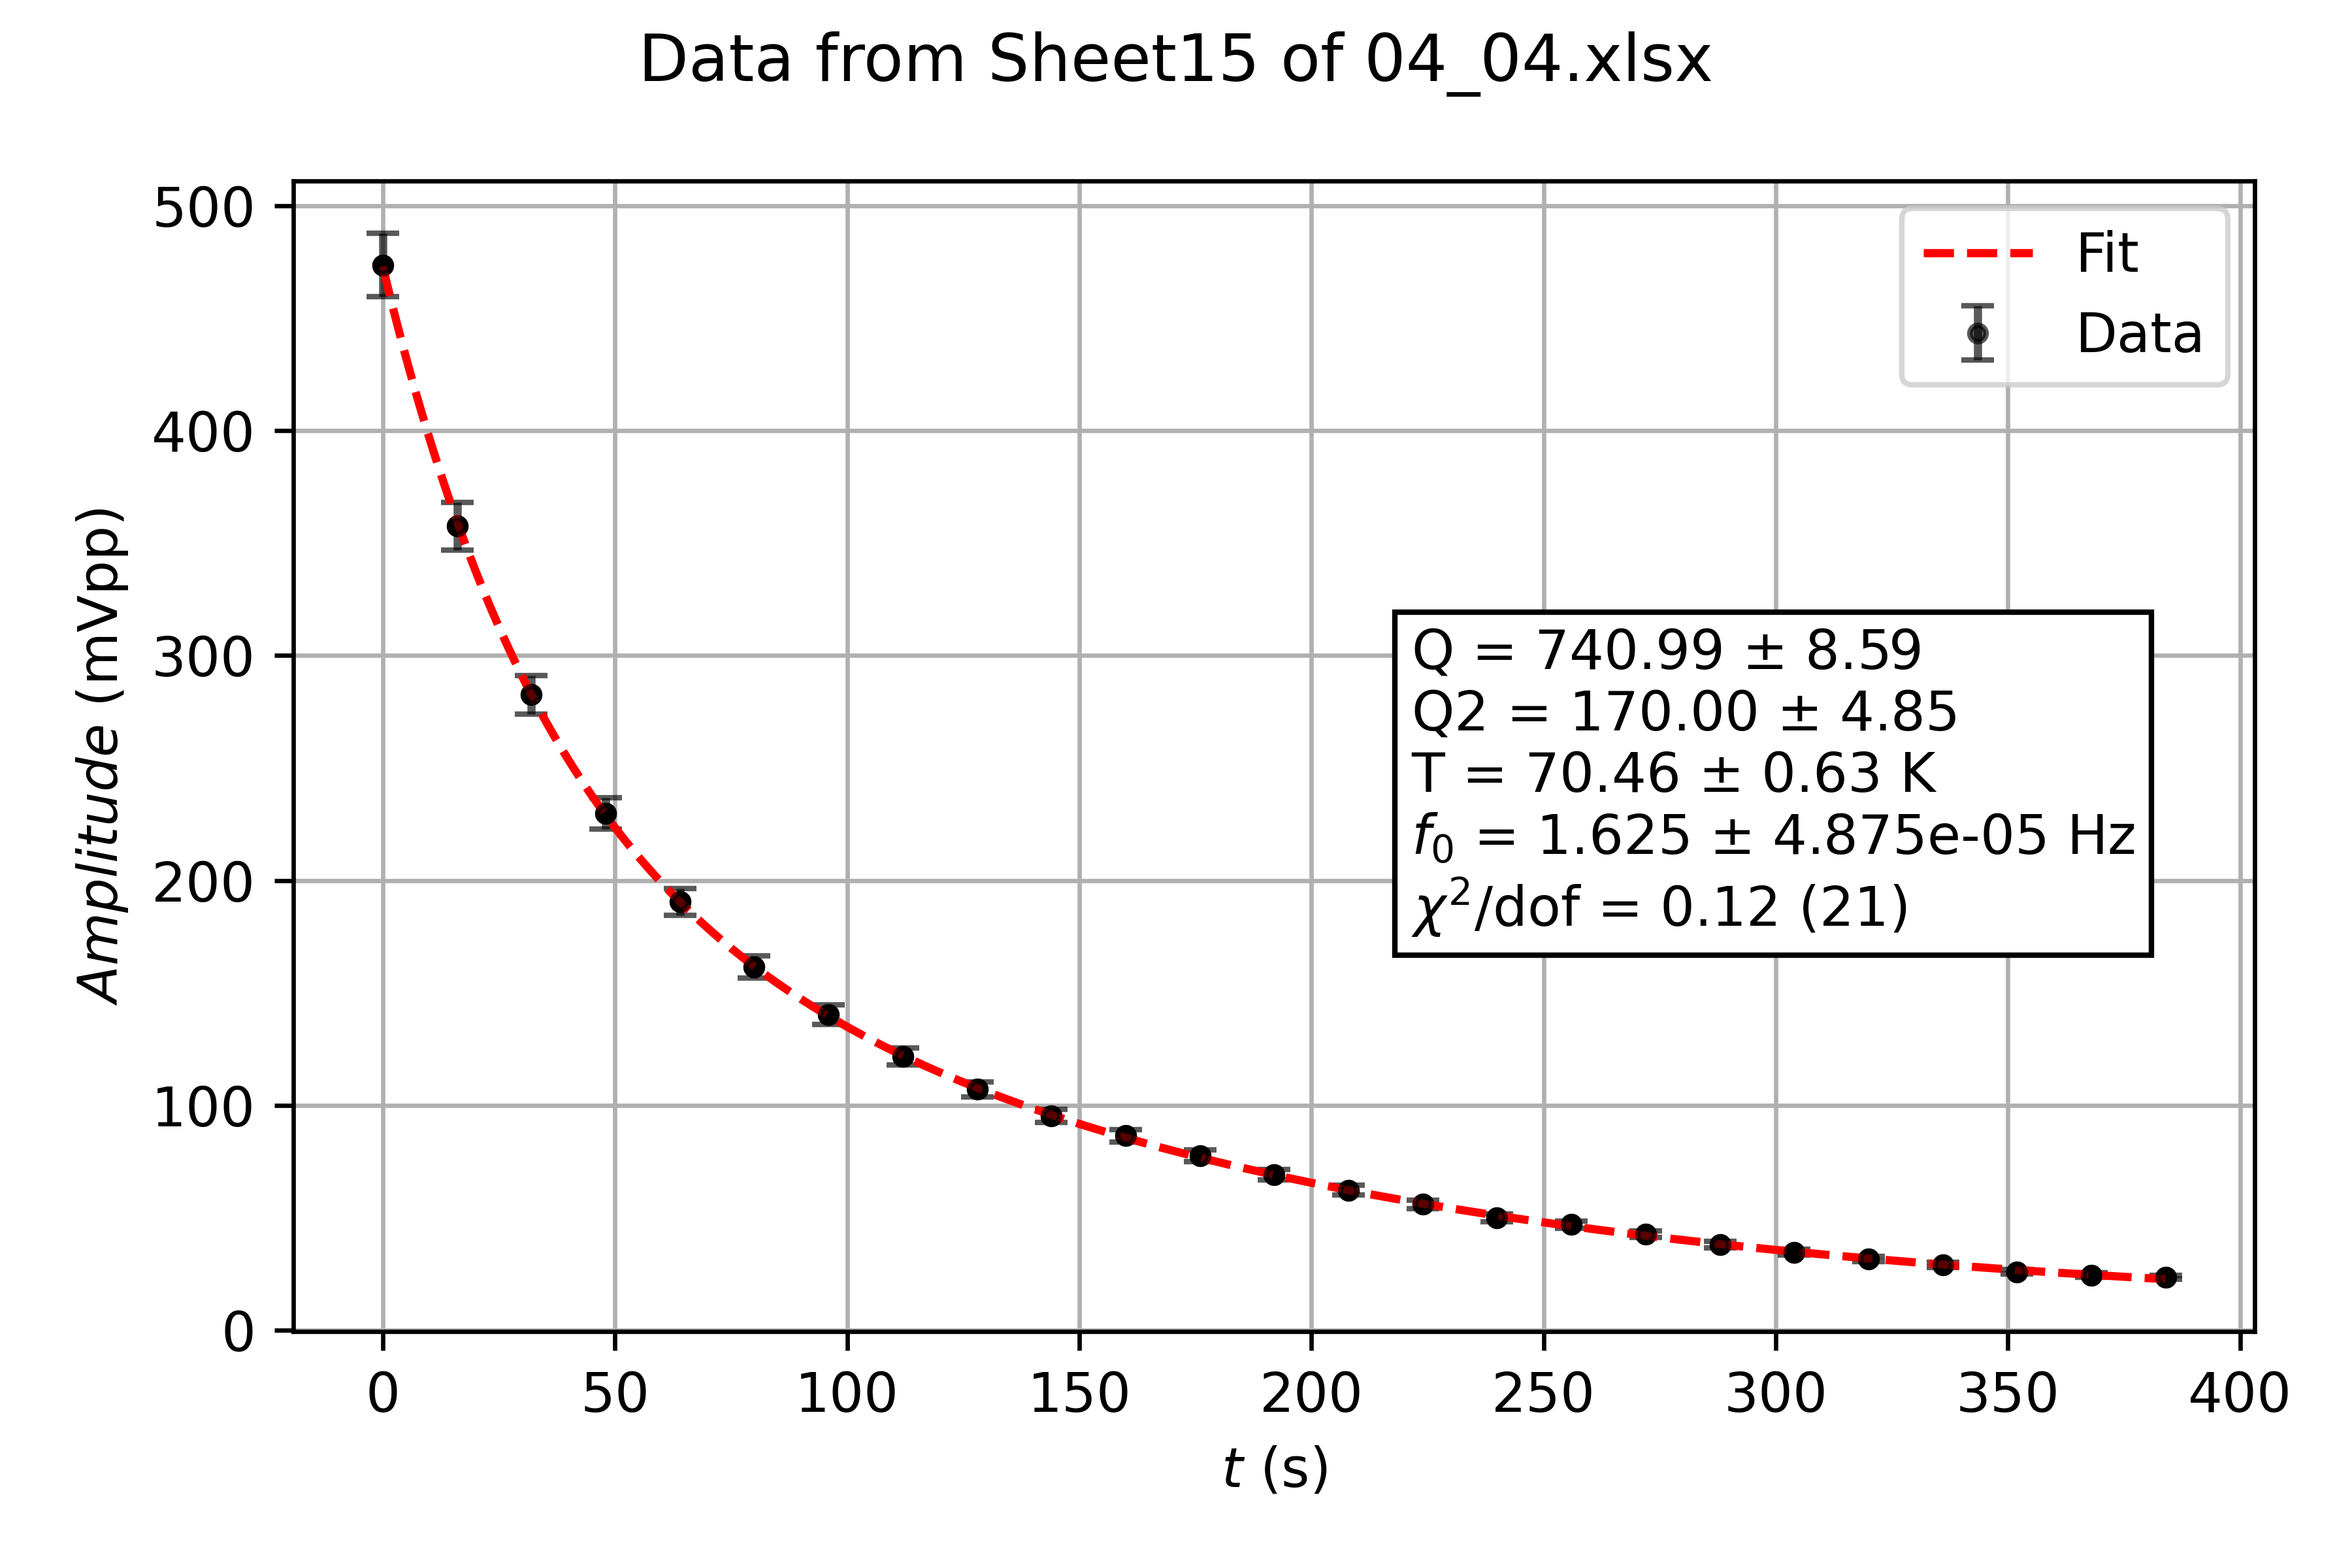 Data from Sheet15 of 04_04.xlsx
Amplitude (mVpp)
500
400
300
200
100
0
Fit
Data
Q = 740.99 ± 8.59
Q2 = 170.00 ± 4.85
T = 70.46 ± 0.63 K
f₀ = 1.625 ± 4.875e-05 Hz
χ²/dof = 0.12 (21)
0 50 100 150 200 250 300 350 400
t (s)